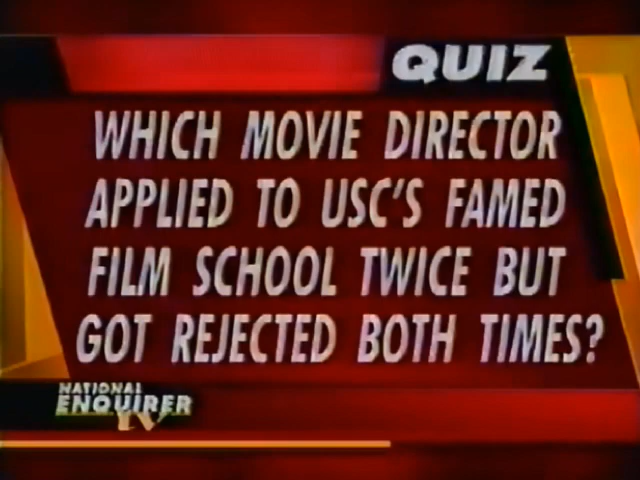 QUIZ
WHICH MOVIE DIRECTOR
APPLIED TO USC'S FAMED
FILM SCHOOL TWICE BUT
GOT REJECTED BOTH TIMES?
NATIONAL
ENQUIRER
TV